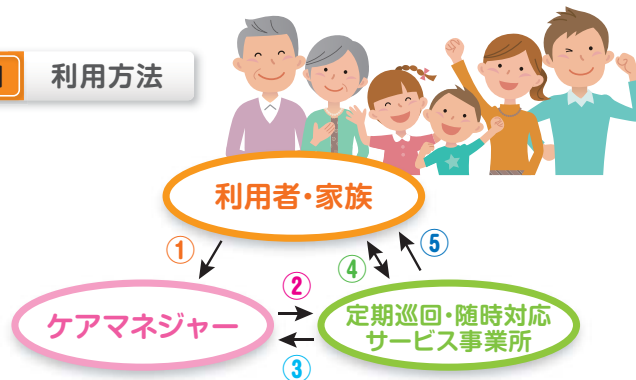 利用方法
利用者・家族
①
②
③
④
⑤
ケアマネジャー
定期巡回・随時対応
サービス事業所